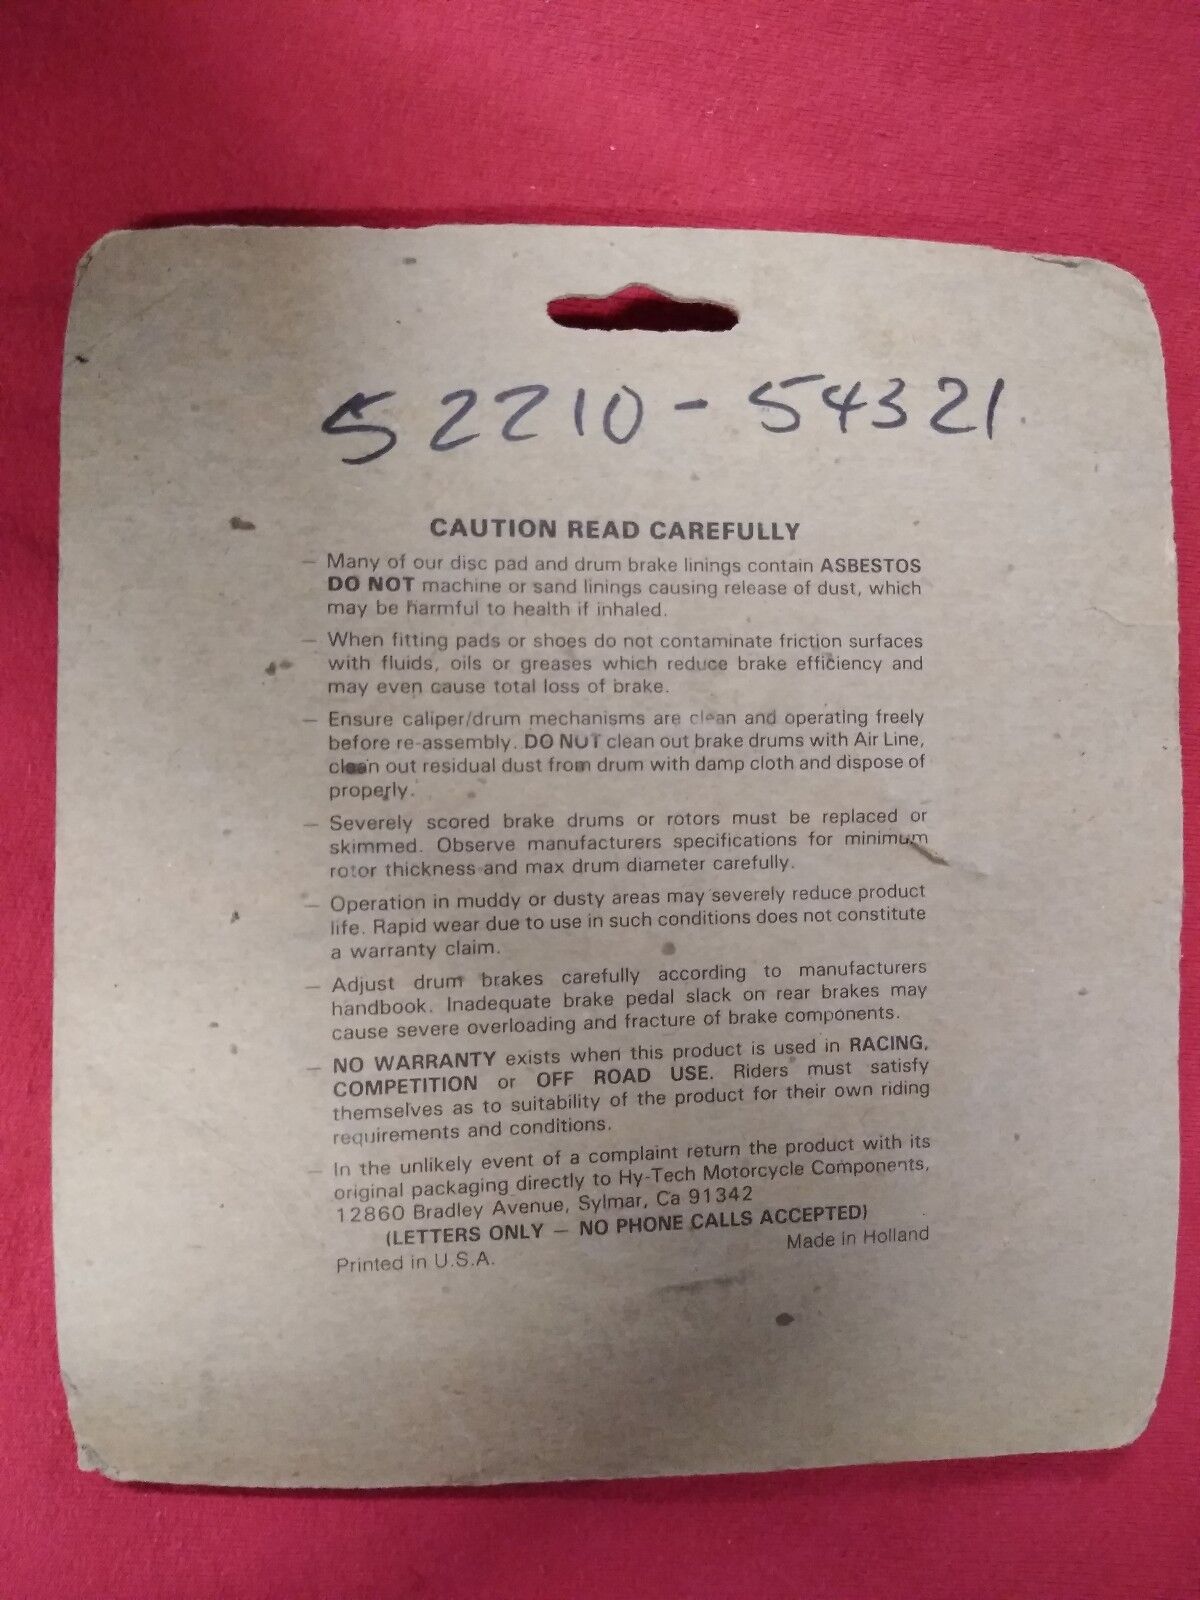 52210-54321
CAUTION READ CAREFULLY
— Many of our disc pad and drum brake linings contain ASBESTOS
DO NOT machine or sand linings causing release of dust, which
may be harmful to health if inhaled.
— When fitting pads or shoes do not contaminate friction surfaces
with fluids, oils or greases which reduce brake efficiency and
may even cause total loss of brake.
— Ensure caliper/drum mechanisms are clean and operating freely
before re-assembly. DO NOT clean out brake drums with Air Line,
clean out residual dust from drum with damp cloth and dispose of
properly.
— Severely scored brake drums or rotors must be replaced or
skimmed. Observe manufacturers specifications for minimum
rotor thickness and max drum diameter carefully.
— Operation in muddy or dusty areas may severely reduce product
life. Rapid wear due to use in such conditions does not constitute
a warranty claim.
— Adjust drum brakes carefully according to manufacturers
handbook. Inadequate brake pedal slack on rear brakes may
cause severe overloading and fracture of brake components.
— NO WARRANTY exists when this product is used in RACING,
COMPETITION or OFF ROAD USE. Riders must satisfy
themselves as to suitability of the product for their own riding
requirements and conditions.
— In the unlikely event of a complaint return the product with its
original packaging directly to Hy-Tech Motorcycle Components,
12860 Bradley Avenue, Sylmar, Ca 91342
(LETTERS ONLY — NO PHONE CALLS ACCEPTED)
Made in Holland
Printed in U.S.A.